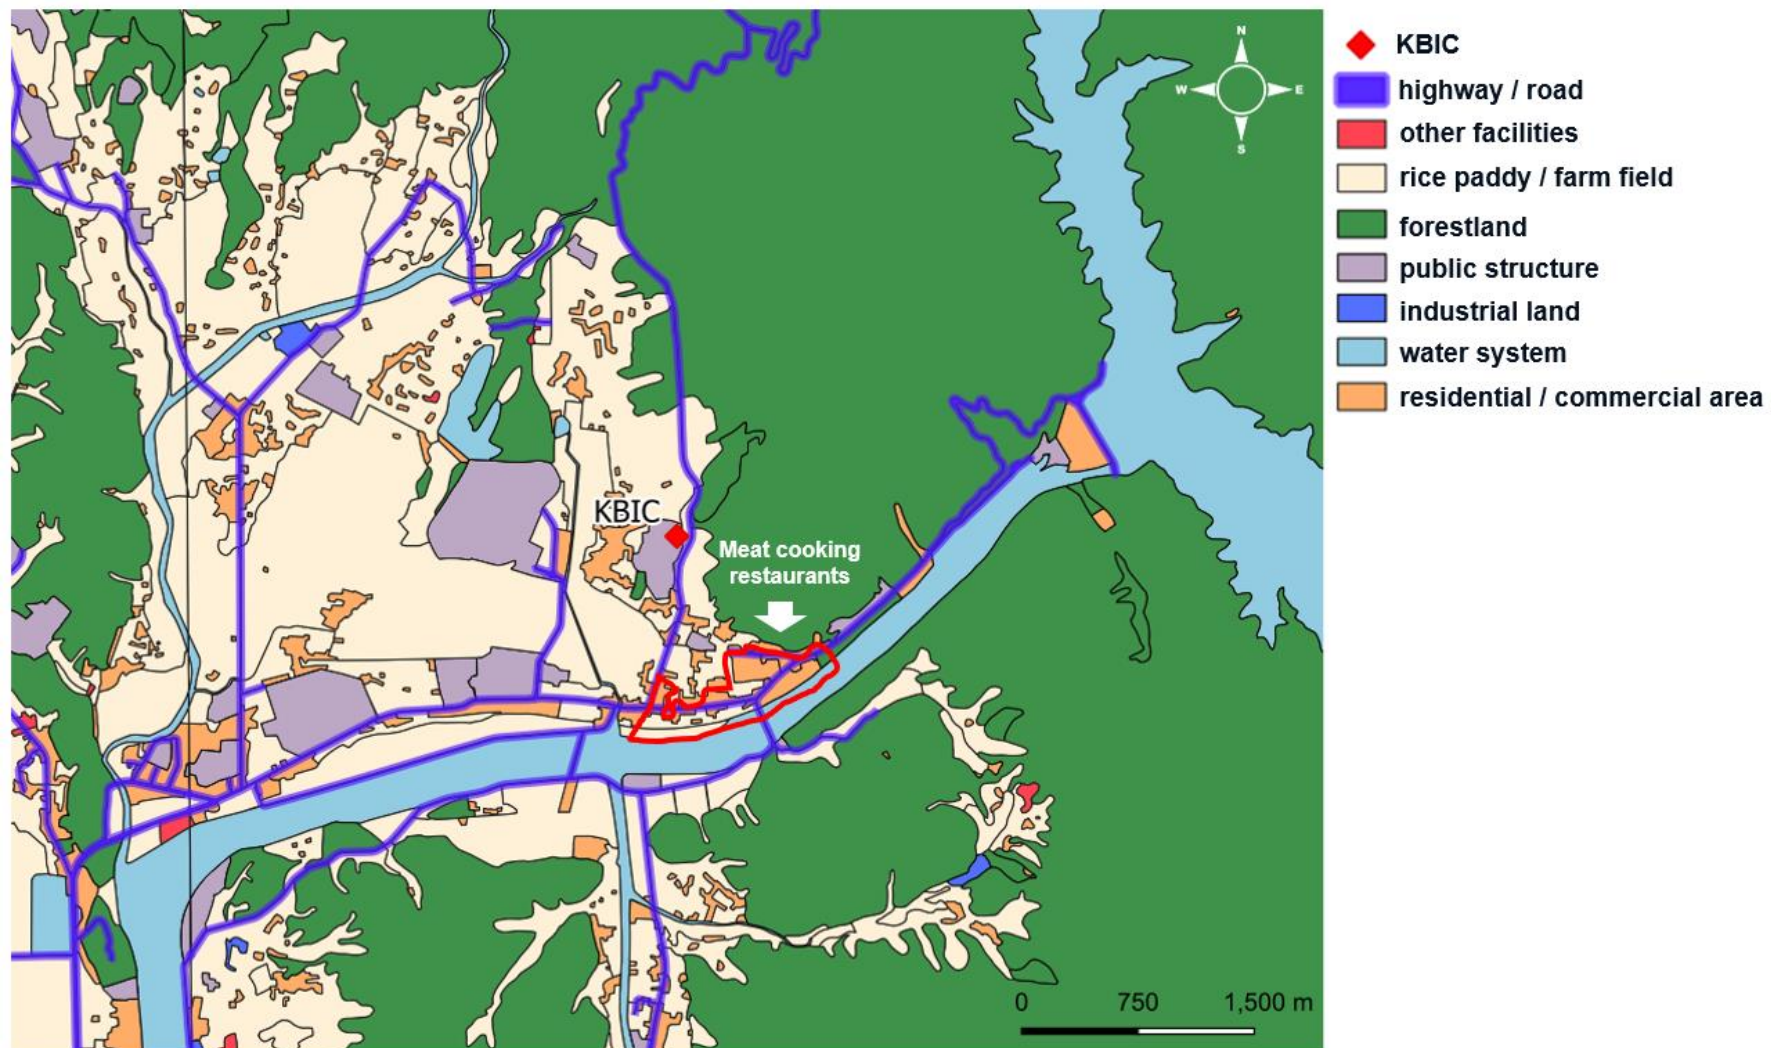 N
W
E
S
KBIC
Meat cooking
restaurants
0 750 1,500 m
KBIC
highway / road
other facilities
rice paddy / farm field
forestland
public structure
industrial land
water system
residential / commercial area